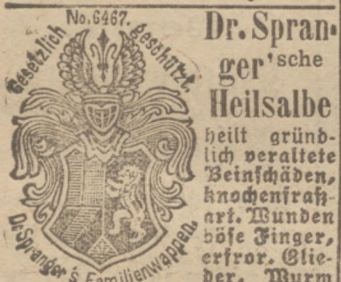 No. 6467.
Gesetzlich geschützt.
Dr. Spranger's Familienwappen.
Dr. Spran-
ger'sche
Heilsalbe
heilt gründ-
lich veraltete
Beinschäden,
knochenfraß-
art. Wunden
böse Finger,
erfror. Glie-
der, Wurm